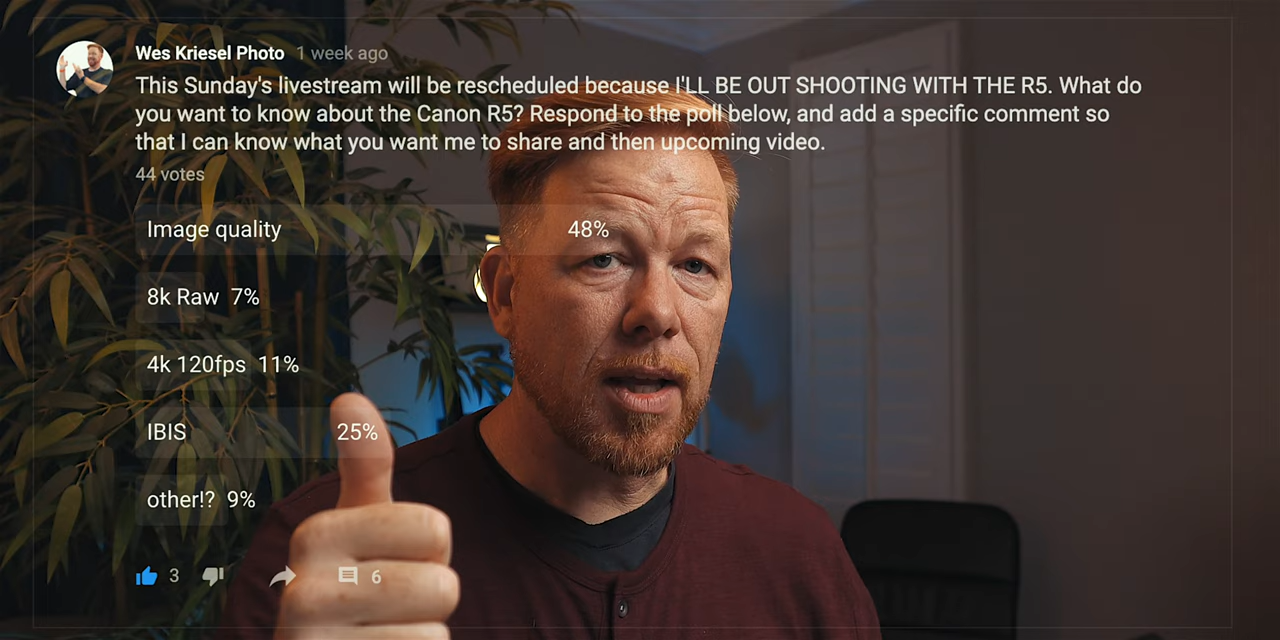 Wes Kriesel Photo 1 week ago
This Sunday's livestream will be rescheduled because I'LL BE OUT SHOOTING WITH THE R5. What do
you want to know about the Canon R5? Respond to the poll below, and add a specific comment so
that I can know what you want me to share and then upcoming video.
44 votes
Image quality 48%
8k Raw 7%
4k 120fps 11%
IBIS 25%
other!? 9%
3 6